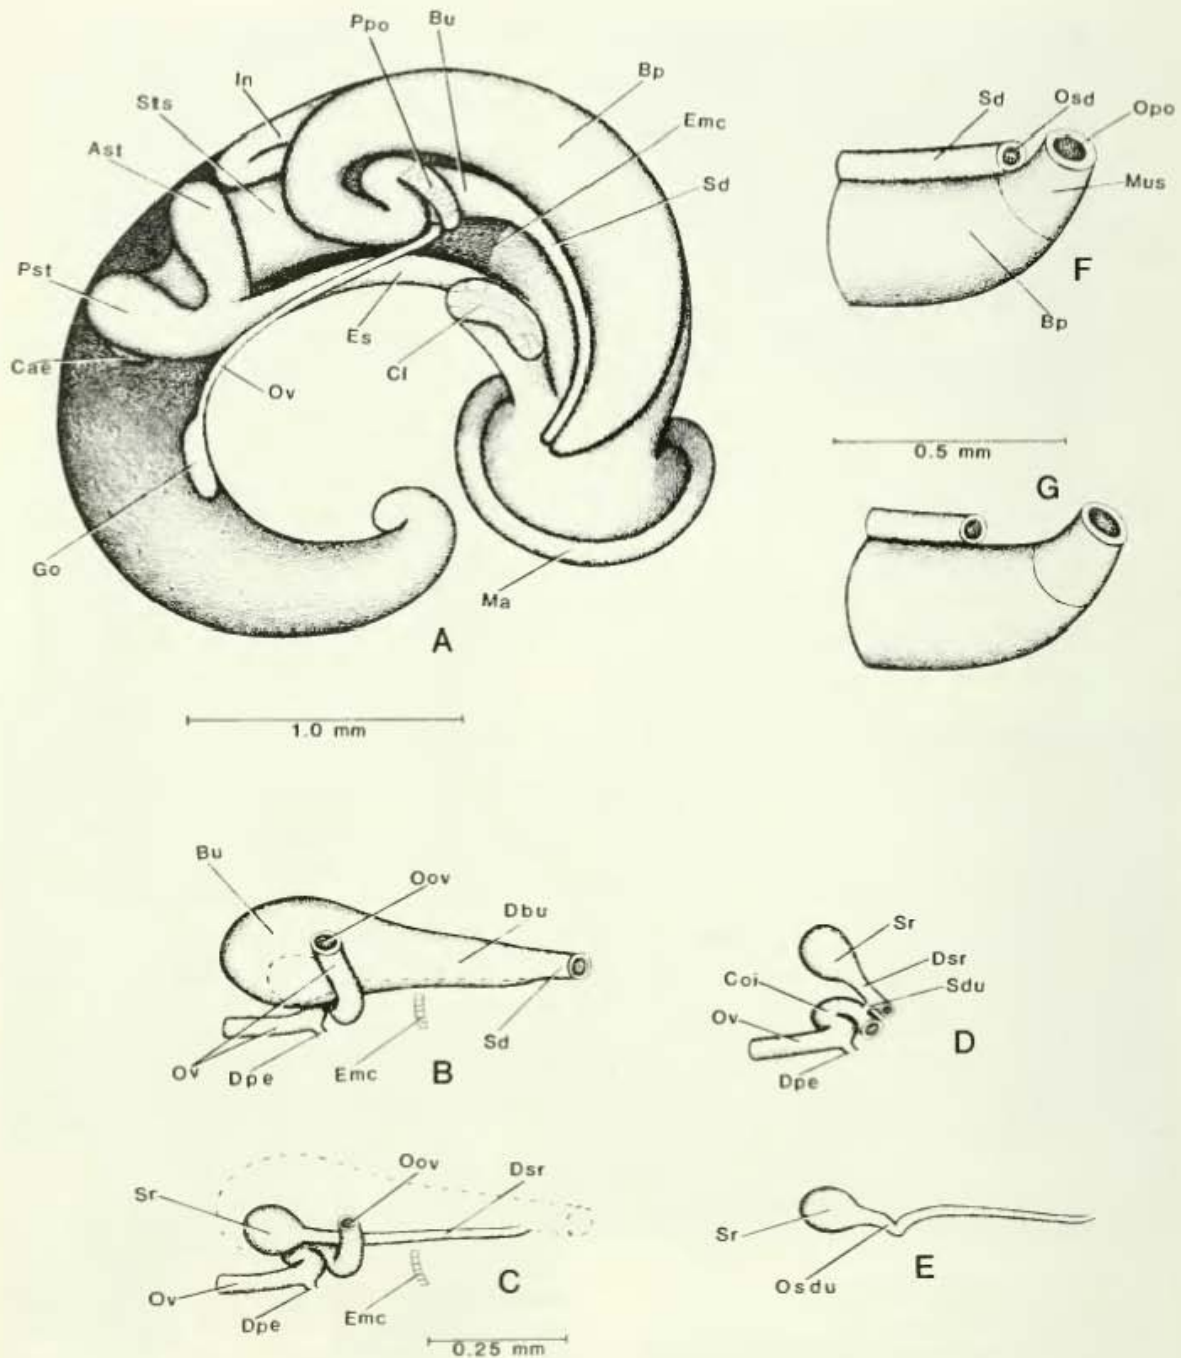 Ppo
Bu
In
Bp
Sts
Emc
Ast
Sd
Pst
Es
Cl
Cae
Ov
Go
Ma
A
1.0 mm
Sd
Osd
Opo
Mus
F
Bp
0.5 mm
G
Bu
Oov
Dbu
Ov
Dpe
Emc
Sd
B
Sr
Dsr
Coi
Sdu
Ov
D
Dpe
Oov
Dsr
Sr
Ov
C
Dpe
Emc
0.25 mm
Sr
E
Osdu